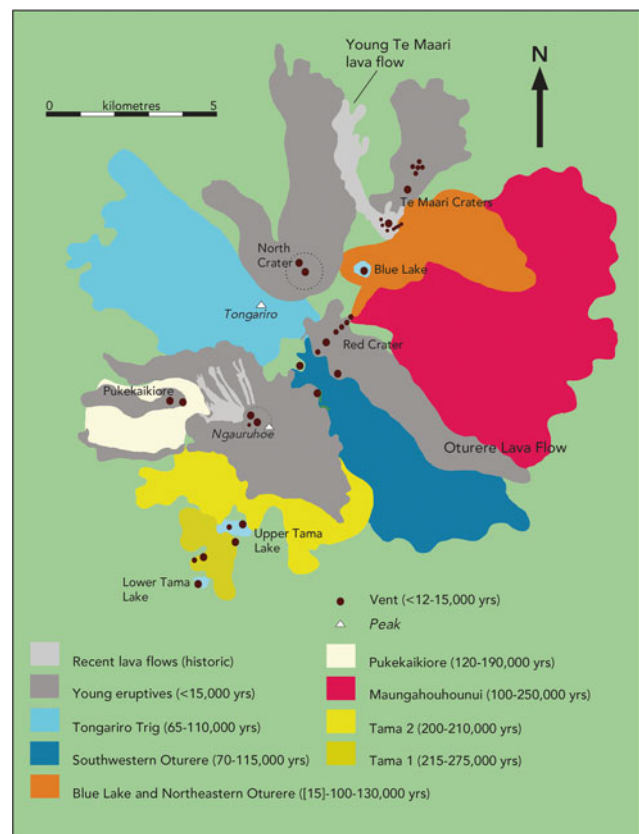 Young Te Maari
lava flow
N
0 kilometres 5
Te Maari Craters
North
Crater
Blue Lake
Tongariro
Red Crater
Pukekaikiore
Ngauruhoe
Oturere Lava Flow
Upper Tama
Lake
Lower Tama
Lake
Vent (<12-15,000 yrs)
Peak
Recent lava flows (historic)
Young eruptives (<15,000 yrs)
Tongariro Trig (65-110,000 yrs)
Southwestern Oturere (70-115,000 yrs)
Blue Lake and Northeastern Oturere ([15]-100-130,000 yrs)
Pukekaikiore (120-190,000 yrs)
Maungahouhounui (100-250,000 yrs)
Tama 2 (200-210,000 yrs)
Tama 1 (215-275,000 yrs)